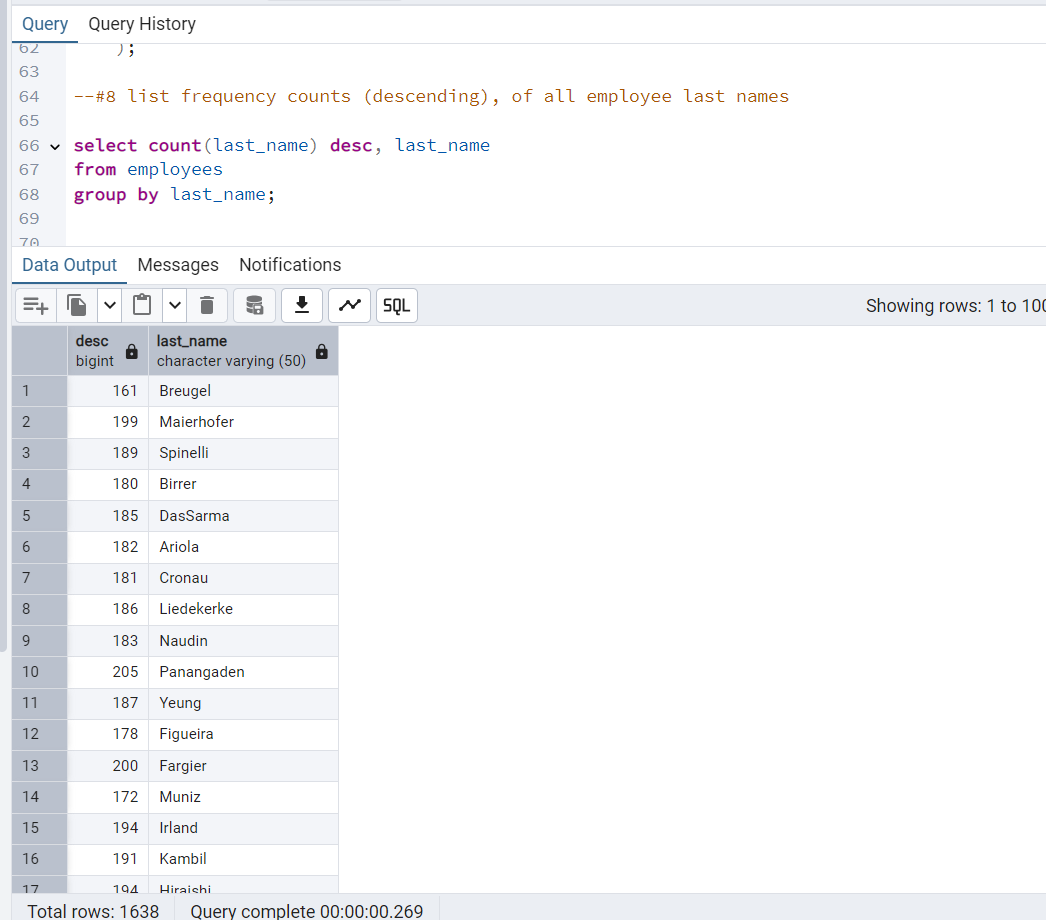 Query Query History
62 );
63
64 --#8 list frequency counts (descending), of all employee last names
65
66 select count(last_name) desc, last_name
67 from employees
68 group by last_name;
69
70
Data Output Messages Notifications
SQL Showing rows: 1 to 100
desc last_name
bigint character varying (50)
1 161 Breugel
2 199 Maierhofer
3 189 Spinelli
4 180 Birrer
5 185 DasSarma
6 182 Ariola
7 181 Cronau
8 186 Liedekerke
9 183 Naudin
10 205 Panangaden
11 187 Yeung
12 178 Figueira
13 200 Fargier
14 172 Muniz
15 194 Irland
16 191 Kambil
17 194 Hiraishi
Total rows: 1638 Query complete 00:00:00.269